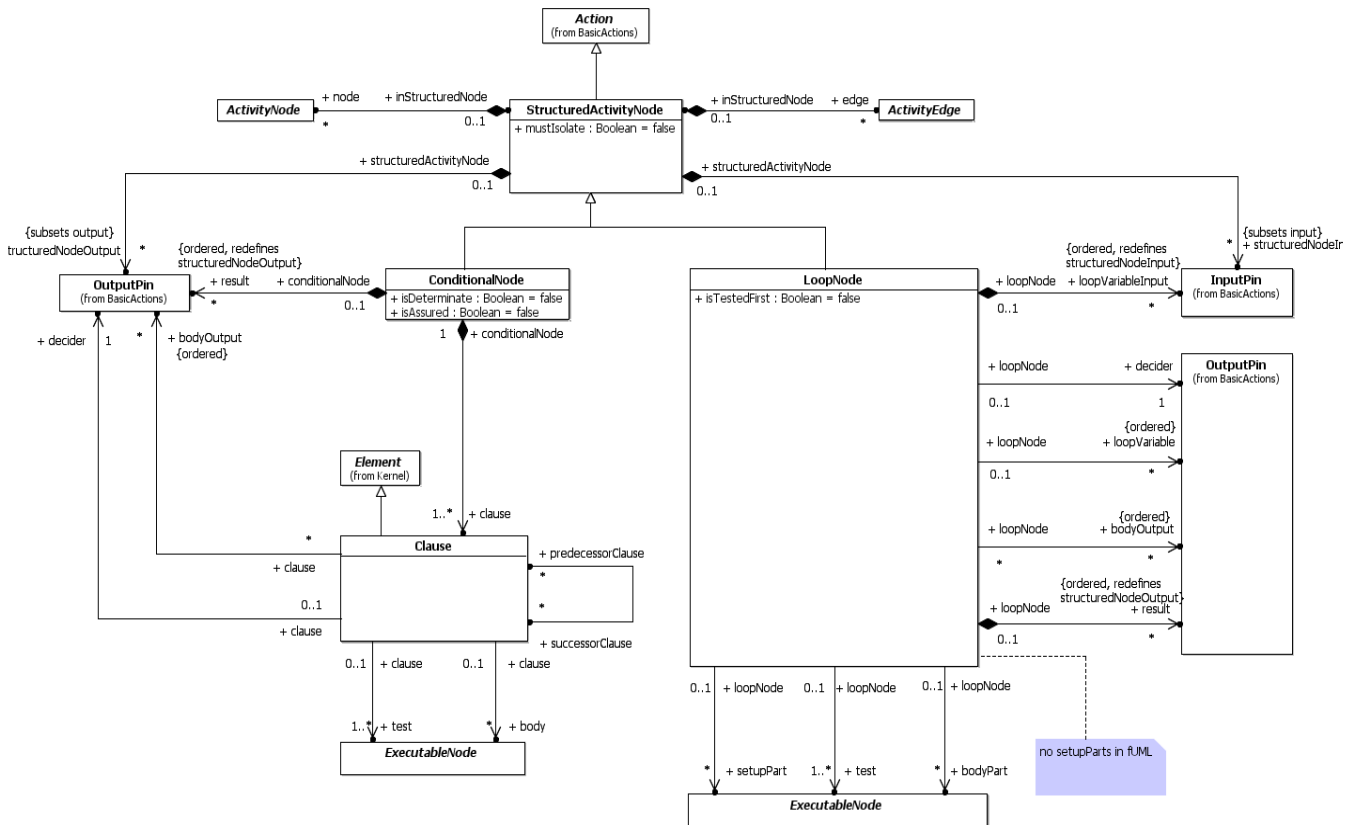 Action
(from BasicActions)
ActivityNode
+ node
*
+ inStructuredNode
0..1
StructuredActivityNode
+ mustIsolate : Boolean = false
+ inStructuredNode
0..1
+ edge
*
ActivityEdge
+ structuredActivityNode
0..1
+ structuredActivityNode
0..1
{subsets output}
tructuredNodeOutput
*
{subsets input}
*
+ structuredNodeIr
OutputPin
(from BasicActions)
{ordered, redefines
structuredNodeOutput}
+ result
*
+ conditionalNode
0..1
ConditionalNode
+ isDeterminate : Boolean = false
+ isAssured : Boolean = false
1
+ conditionalNode
LoopNode
+ isTestedFirst : Boolean = false
{ordered, redefines
structuredNodeInput}
+ loopNode
+ loopVariableInput
0..1
*
InputPin
(from BasicActions)
+ decider
1
*
+ bodyOutput
{ordered}
+ loopNode
+ decider
0..1
1
OutputPin
(from BasicActions)
{ordered}
+ loopNode
+ loopVariable
0..1
*
{ordered}
+ loopNode
+ bodyOutput
*
*
{ordered, redefines
structuredNodeOutput}
+ loopNode
+ result
0..1
*
Element
(from Kernel)
1..*
+ clause
Clause
*
+ clause
0..1
+ clause
+ predecessorClause
*
*
+ successorClause
0..1
+ clause
0..1
+ clause
1..*
+ test
*
+ body
ExecutableNode
0..1
+ loopNode
0..1
+ loopNode
0..1
+ loopNode
*
+ setupPart
1..*
+ test
*
+ bodyPart
ExecutableNode
no setupParts in fUML